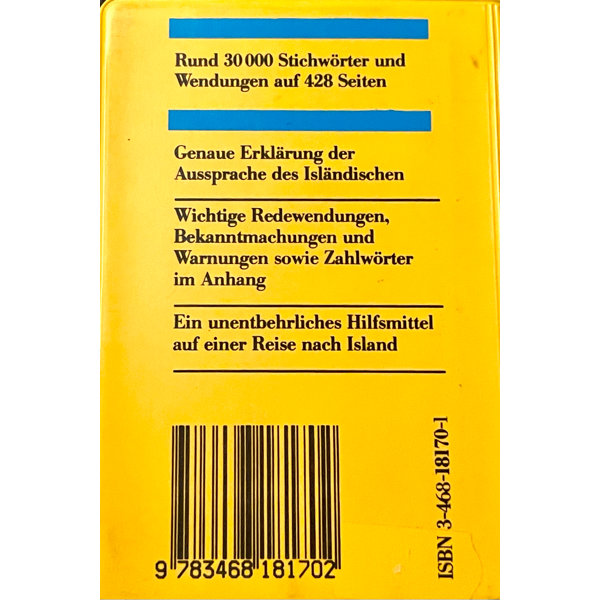 Rund 30 000 Stichwörter und
Wendungen auf 428 Seiten
Genaue Erklärung der
Aussprache des Isländischen
Wichtige Redewendungen,
Bekanntmachungen und
Warnungen sowie Zahlwörter
im Anhang
Ein unentbehrliches Hilfsmittel
auf einer Reise nach Island
ISBN 3-468-18170-1
9 783468 181702